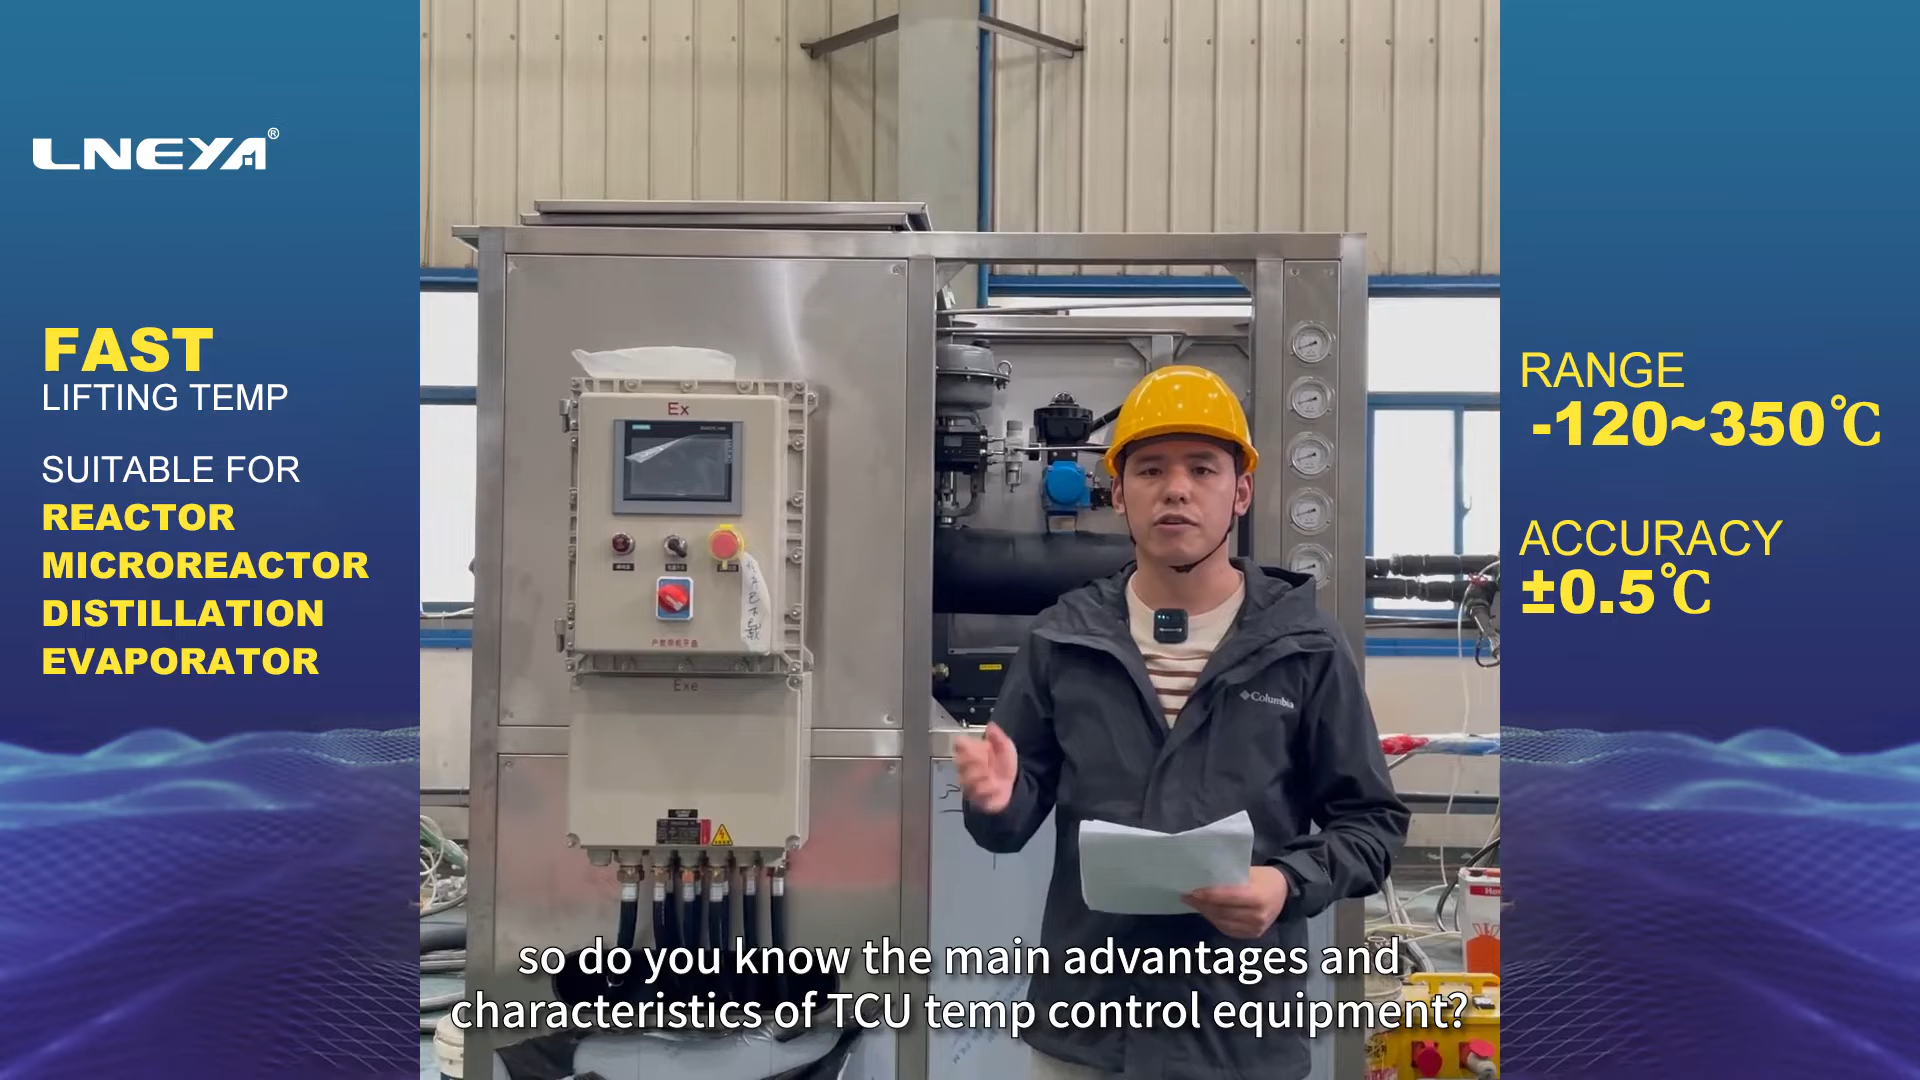 LNEYA®
FAST
LIFTING TEMP
SUITABLE FOR
REACTOR
MICROREACTOR
DISTILLATION
EVAPORATOR
Ex
SIEMENS
Exe
Columbia
RANGE
-120~350℃
ACCURACY
±0.5℃
so do you know the main advantages and
characteristics of TCU temp control equipment?